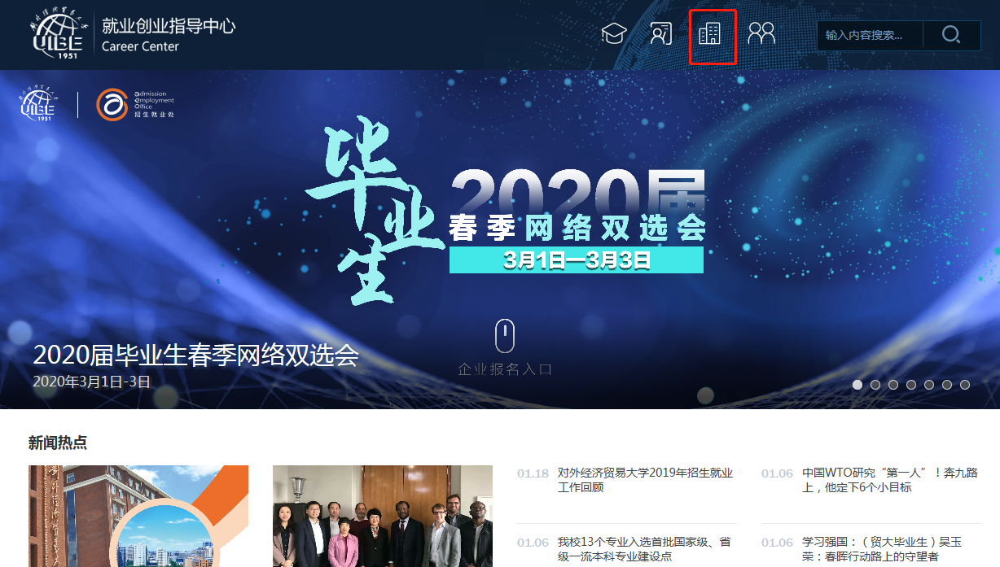 就业创业指导中心
UIBE
Career Center
1951
输入内容搜索...
UIBE
1951
admission
employment
office
招生就业处
毕业生
2020届
春季网络双选会
3月1日—3月3日
企业报名入口
2020届毕业生春季网络双选会
2020年3月1日-3日
新闻热点
01.18 对外经济贸易大学2019年招生就业
工作回顾
01.06 中国WTO研究“第一人”！奔九路
上，他定下6个小目标
01.06 我校13个专业入选首批国家级、省
级一流本科专业建设点
01.06 学习强国：（贸大毕业生）吴玉
荣：春晖行动路上的守望者